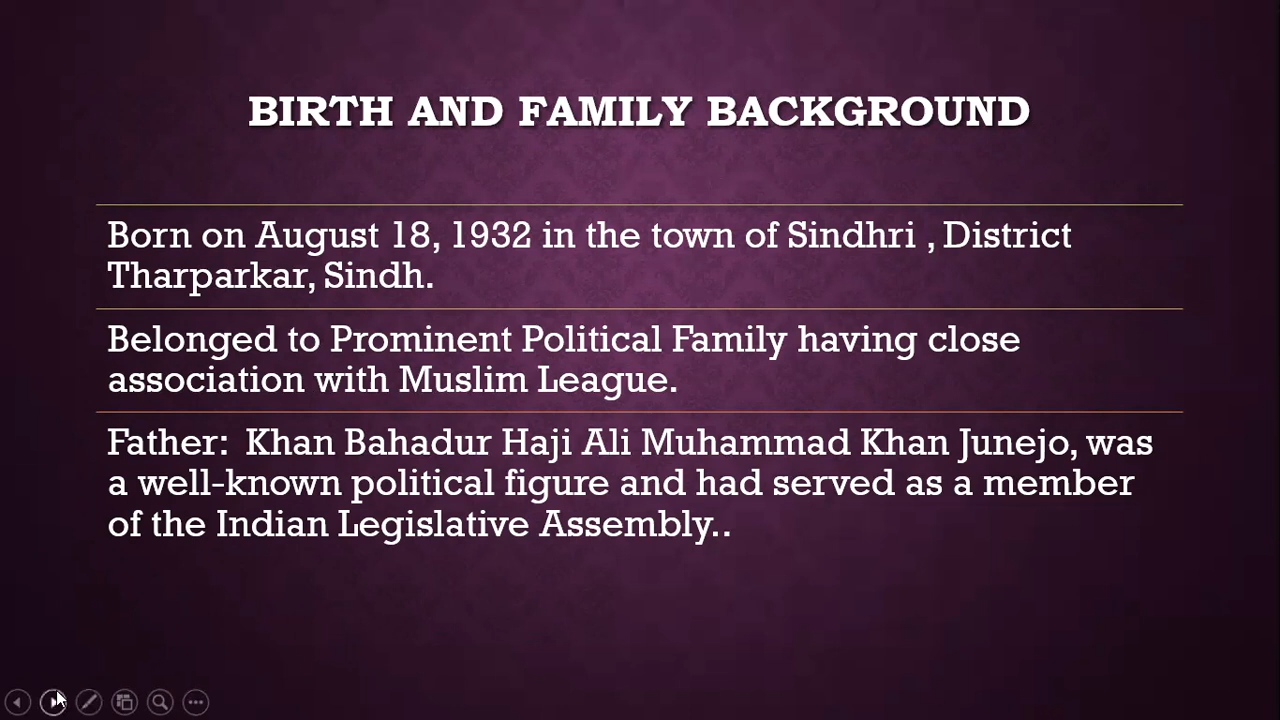 BIRTH AND FAMILY BACKGROUND
Born on August 18, 1932 in the town of Sindhri , District
Tharparkar, Sindh.
Belonged to Prominent Political Family having close
association with Muslim League.
Father:  Khan Bahadur Haji Ali Muhammad Khan Junejo, was
a well-known political figure and had served as a member
of the Indian Legislative Assembly..